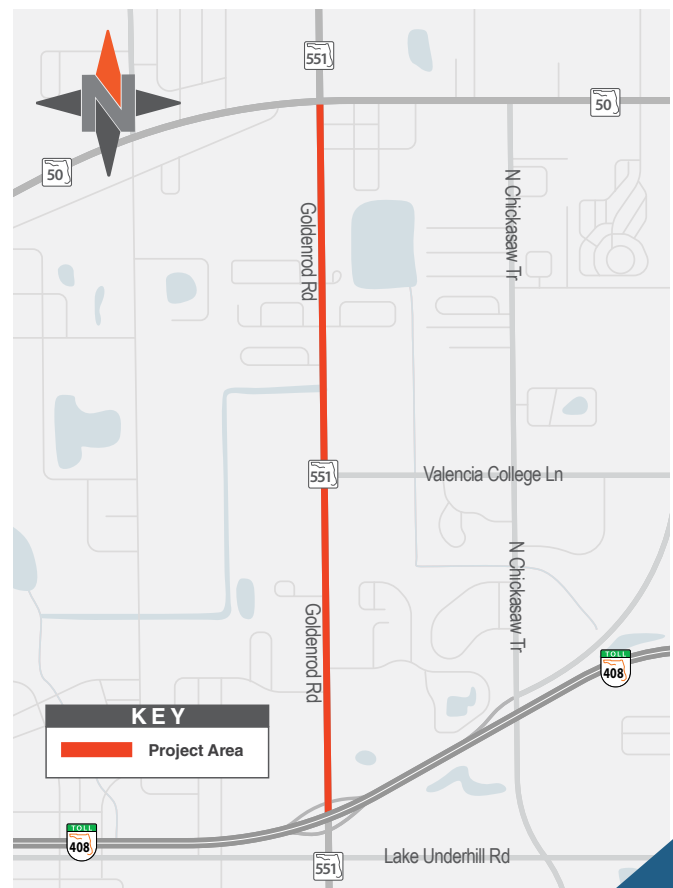 551
N
50
50
Goldenrod Rd
N Chickasaw Tr
551
Valencia College Ln
N Chickasaw Tr
Goldenrod Rd
TOLL
408
KEY
Project Area
TOLL
408
551
Lake Underhill Rd